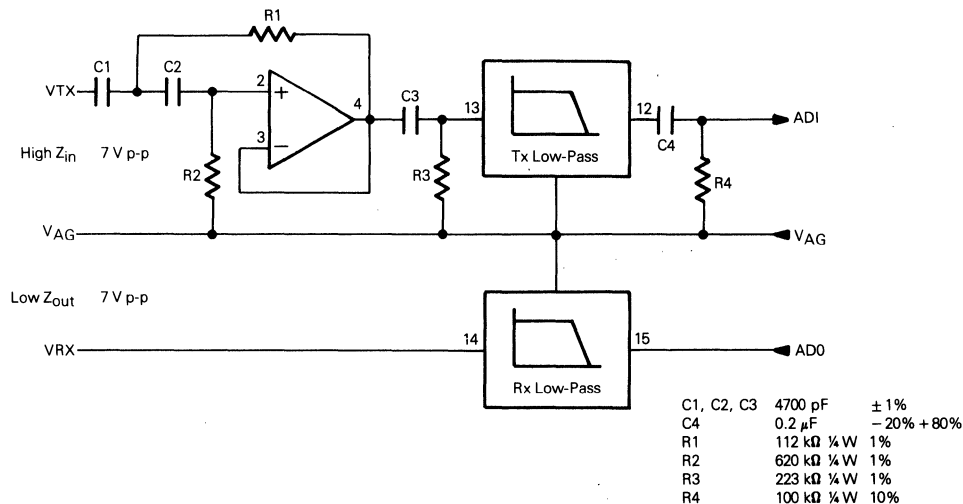 R1
C1
C2
VTX
2
+
4
C3
13
12
ADI
3
−
C4
High Zin 7 V p-p
R2
R3
Tx Low-Pass
R4
VAG
VAG
Low Zout 7 V p-p
VRX
14
15
AD0
Rx Low-Pass
C1, C2, C3 4700 pF ± 1%
C4 0.2 μF − 20% + 80%
R1 112 kΩ ¼ W 1%
R2 620 kΩ ¼ W 1%
R3 223 kΩ ¼ W 1%
R4 100 kΩ ¼ W 10%